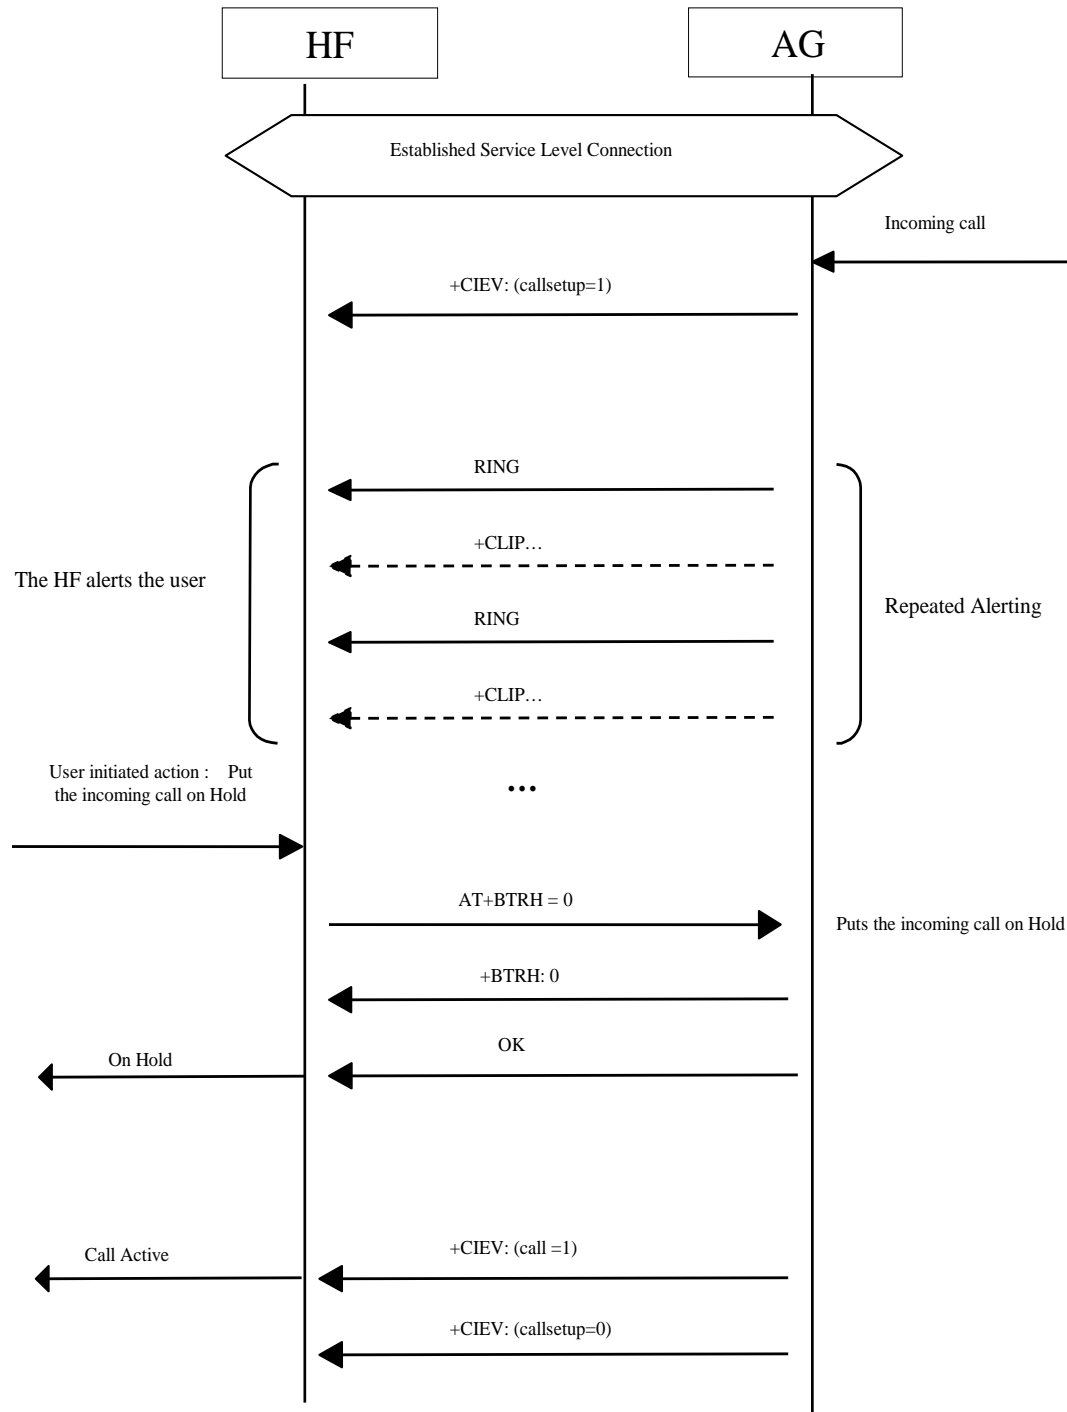 HF
AG
Established Service Level Connection
Incoming call
+CIEV: (callsetup=1)
RING
+CLIP…
The HF alerts the user
Repeated Alerting
RING
+CLIP…
User initiated action : Put
the incoming call on Hold
...
AT+BTRH = 0
Puts the incoming call on Hold
+BTRH: 0
OK
On Hold
+CIEV: (call =1)
Call Active
+CIEV: (callsetup=0)